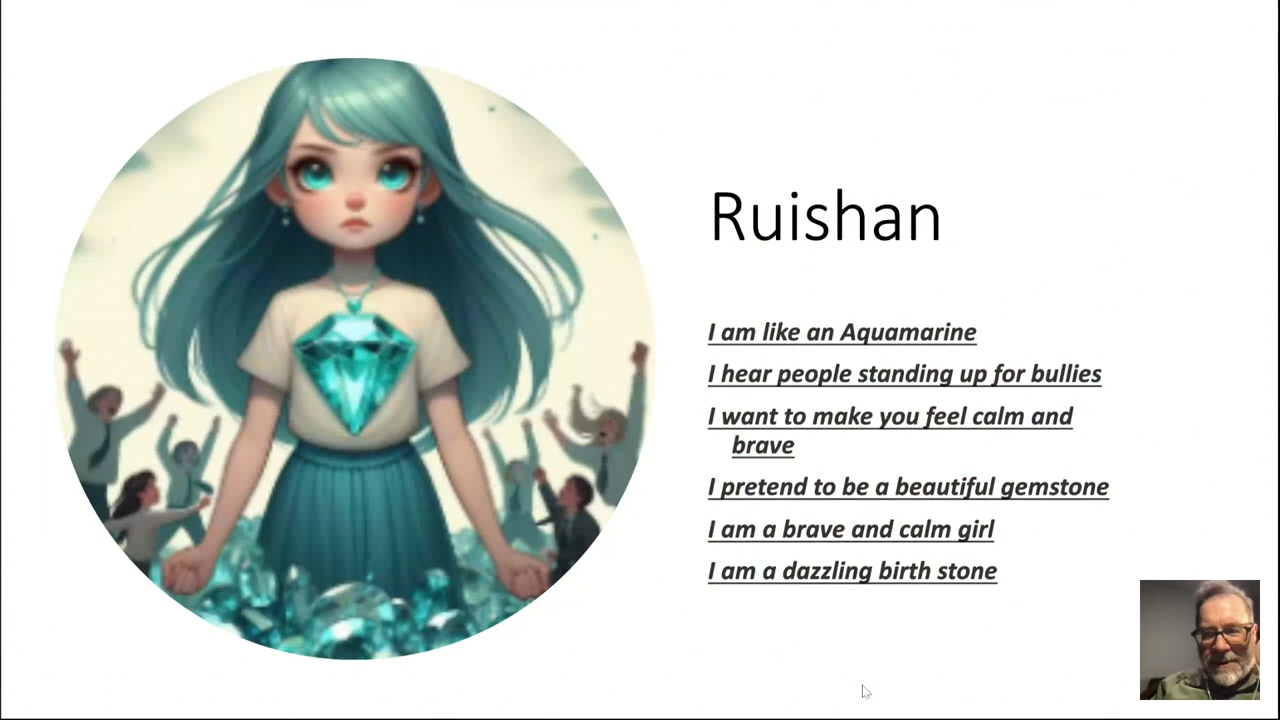 Ruishan
I am like an Aquamarine
I hear people standing up for bullies
I want to make you feel calm and
brave
I pretend to be a beautiful gemstone
I am a brave and calm girl
I am a dazzling birth stone